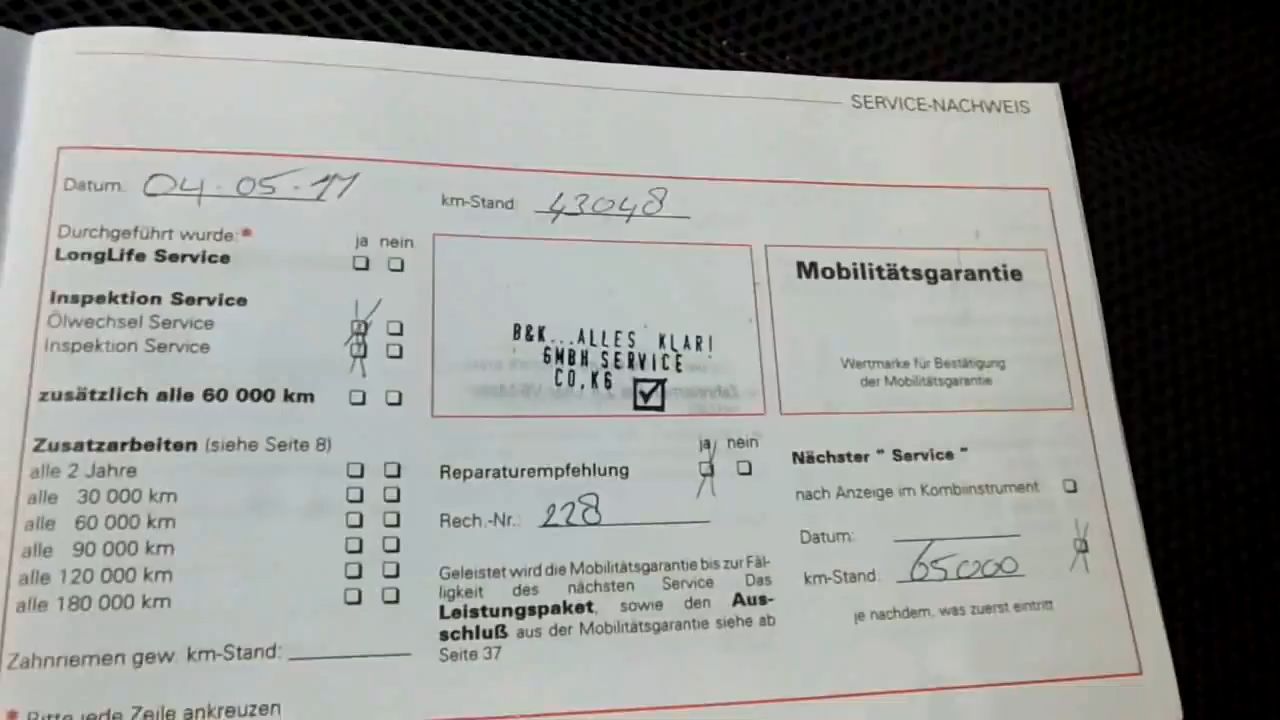 SERVICE-NACHWEIS
Datum: 04.05.11
km-Stand 43048
Durchgeführt wurde:*
ja nein
LongLife Service
Inspektion Service
Ölwechsel Service
Inspektion Service
zusätzlich alle 60 000 km
Zusatzarbeiten (siehe Seite 8)
alle 2 Jahre
alle 30 000 km
alle 60 000 km
alle 90 000 km
alle 120 000 km
alle 180 000 km
Zahnriemen gew. km-Stand:
* Bitte jede Zeile ankreuzen
B&K...ALLES KLAR!
GMBH SERVICE
CO.KG
ja nein
Reparaturempfehlung
Rech.-Nr.: 228
Geleistet wird die Mobilitätsgarantie bis zur Fäl-
ligkeit des nächsten Service Das
Leistungspaket, sowie den Aus-
schluß aus der Mobilitätsgarantie siehe ab
Seite 37
Mobilitätsgarantie
Wertmarke für Bestätigung
der Mobilitätsgarantie
Nächster " Service "
nach Anzeige im Kombiinstrument
Datum:
km-Stand: 65000
je nachdem, was zuerst eintritt